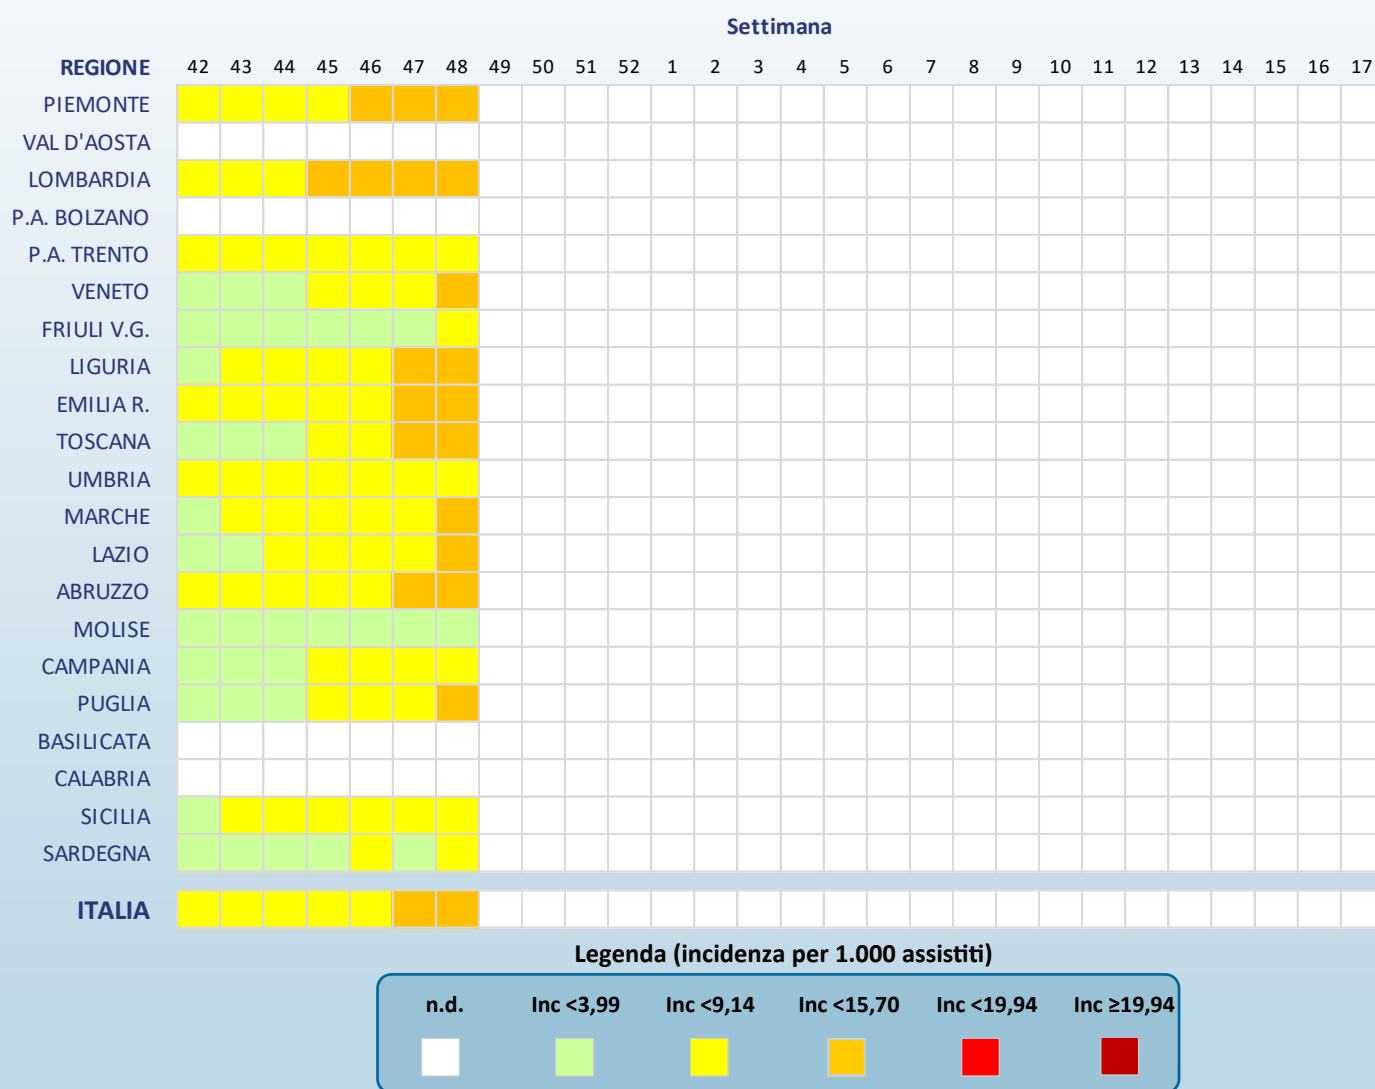 Settimana
REGIONE 42 43 44 45 46 47 48 49 50 51 52 1 2 3 4 5 6 7 8 9 10 11 12 13 14 15 16 17
PIEMONTE
VAL D'AOSTA
LOMBARDIA
P.A. BOLZANO
P.A. TRENTO
VENETO
FRIULI V.G.
LIGURIA
EMILIA R.
TOSCANA
UMBRIA
MARCHE
LAZIO
ABRUZZO
MOLISE
CAMPANIA
PUGLIA
BASILICATA
CALABRIA
SICILIA
SARDEGNA
ITALIA
Legenda (incidenza per 1.000 assistiti)
n.d. Inc <3,99 Inc <9,14 Inc <15,70 Inc <19,94 Inc ≥19,94